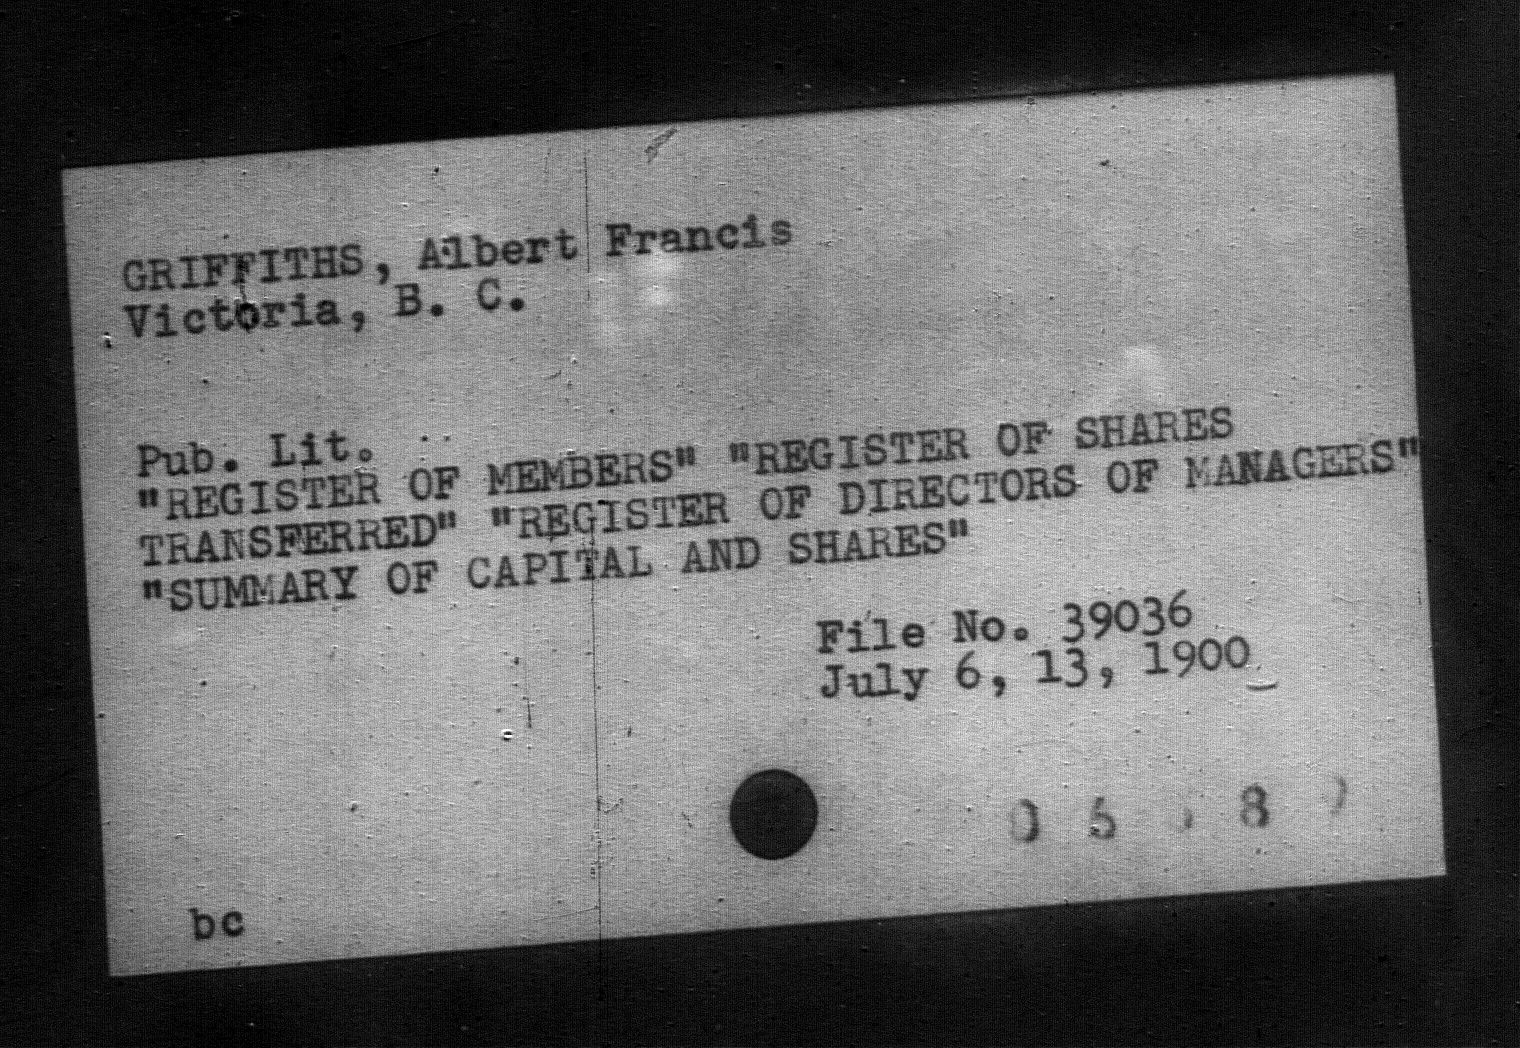 GRIFFITHS, Albert Francis
Victoria, B. C.
Pub. Lit.
"REGISTER OF MEMBERS" "REGISTER OF SHARES
TRANSFERRED" "REGISTER OF DIRECTORS OF MANAGERS"
"SUMMARY OF CAPITAL AND SHARES"
File No. 39036
July 6, 13, 1900
bc